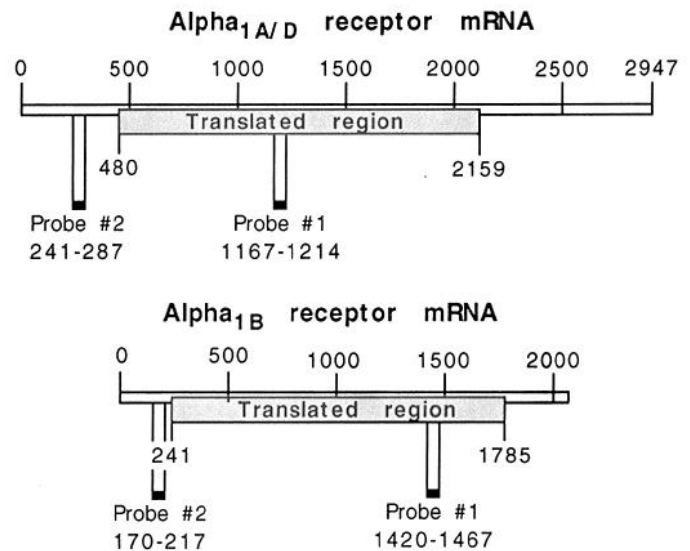 Alpha1A/D receptor mRNA
0 500 1000 1500 2000 2500 2947
Translated region
480 2159
Probe #2 Probe #1
241-287 1167-1214
Alpha1B receptor mRNA
0 500 1000 1500 2000
Translated region
241 1785
Probe #2 Probe #1
170-217 1420-1467